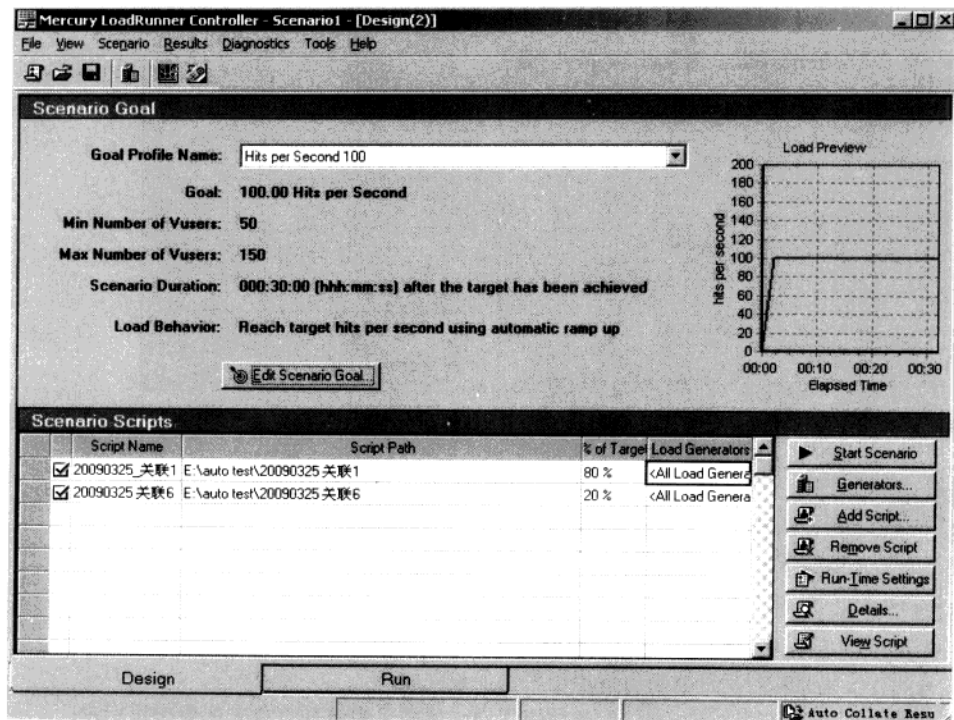 Mercury LoadRunner Controller - Scenario1 - [Design(2)]
File View Scenario Results Diagnostics Tools Help
Scenario Goal
Goal Profile Name: Hits per Second 100
Goal: 100.00 Hits per Second
Min Number of Vusers: 50
Max Number of Vusers: 150
Scenario Duration: 000:30:00 (hhh:mm:ss) after the target has been achieved
Load Behavior: Reach target hits per second using automatic ramp up
Edit Scenario Goal...
Load Preview
hits per second
200
180
160
140
120
100
80
60
40
20
0
00:00 00:10 00:20 00:30
Elapsed Time
Scenario Scripts
Script Name Script Path % of Target Load Generators
20090325_关联1 E:\auto test\20090325 关联1 80 % <All Load Genera
20090325 关联6 E:\auto test\20090325 关联6 20 % <All Load Genera
Start Scenario
Generators...
Add Script...
Remove Script
Run-Time Settings
Details...
View Script
Design Run
Auto Collate Resu